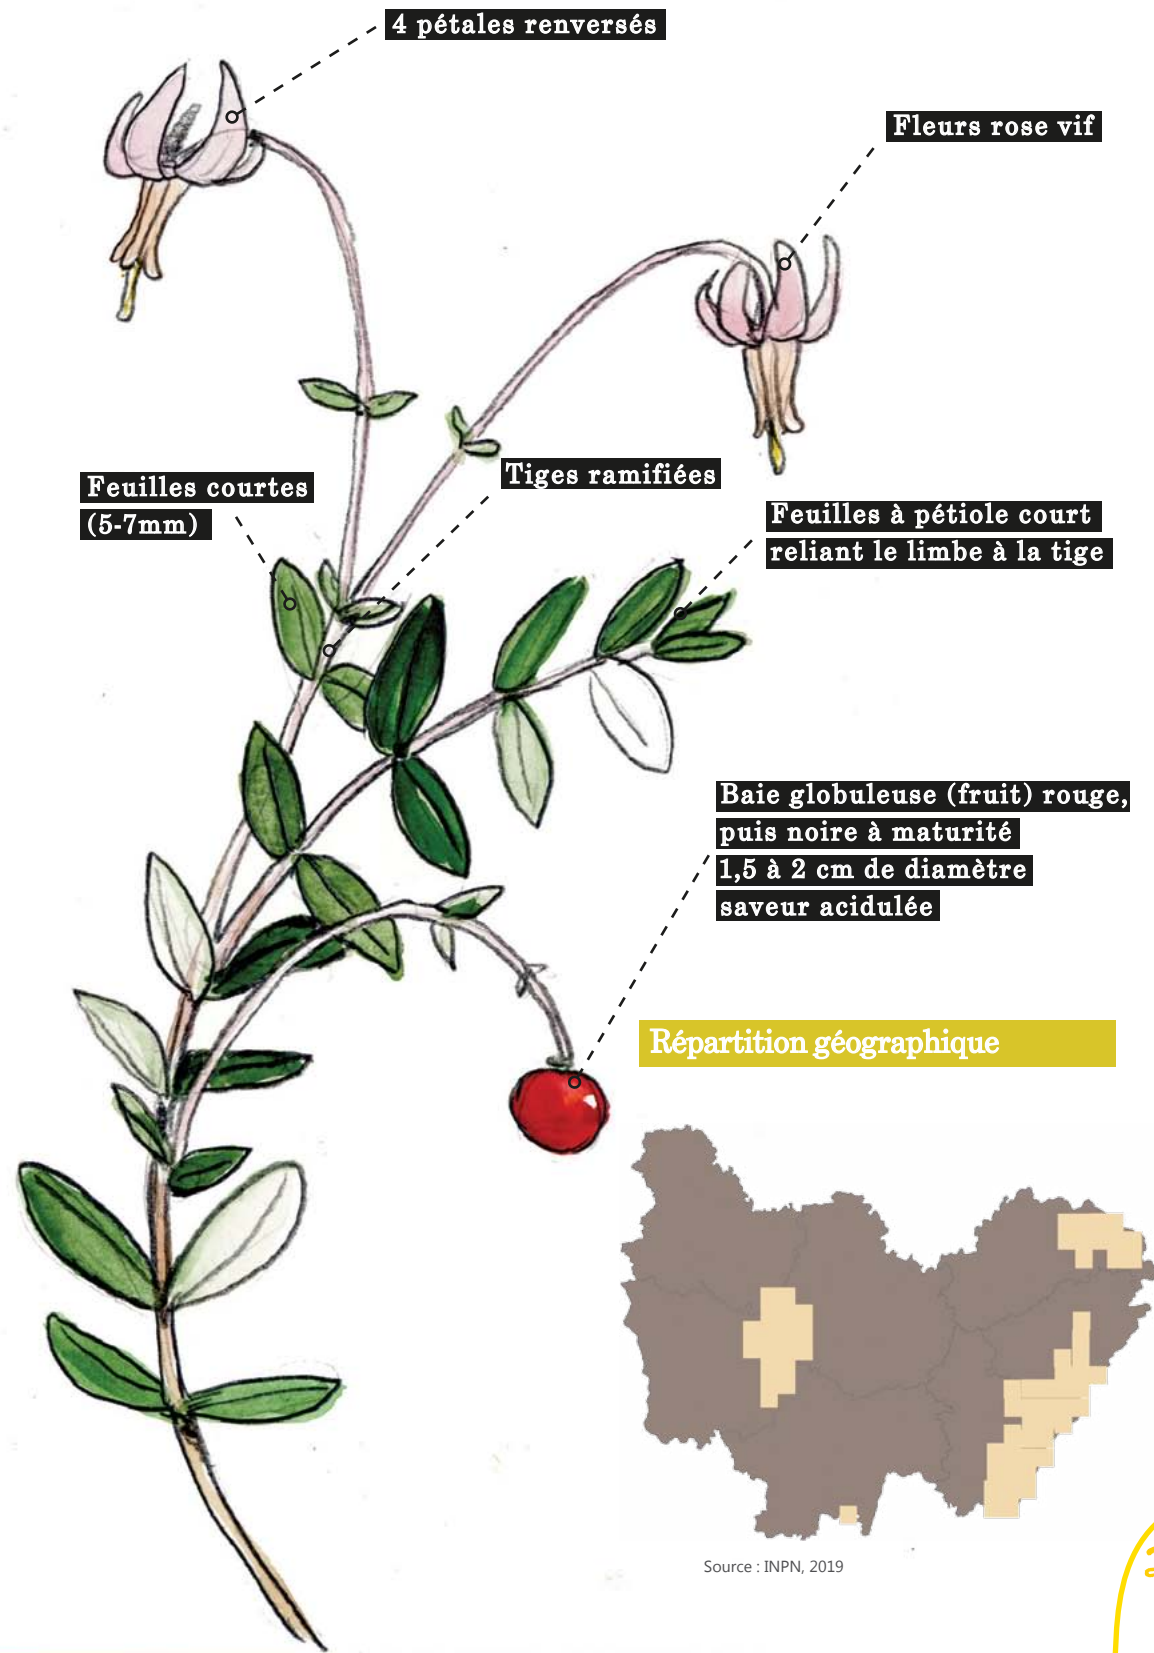 4 pétales renversés
Fleurs rose vif
Feuilles courtes
(5-7mm)
Tiges ramifiées
Feuilles à pétiole court
reliant le limbe à la tige
Baie globuleuse (fruit) rouge,
puis noire à maturité
1,5 à 2 cm de diamètre
saveur acidulée
Répartition géographique
Source : INPN, 2019